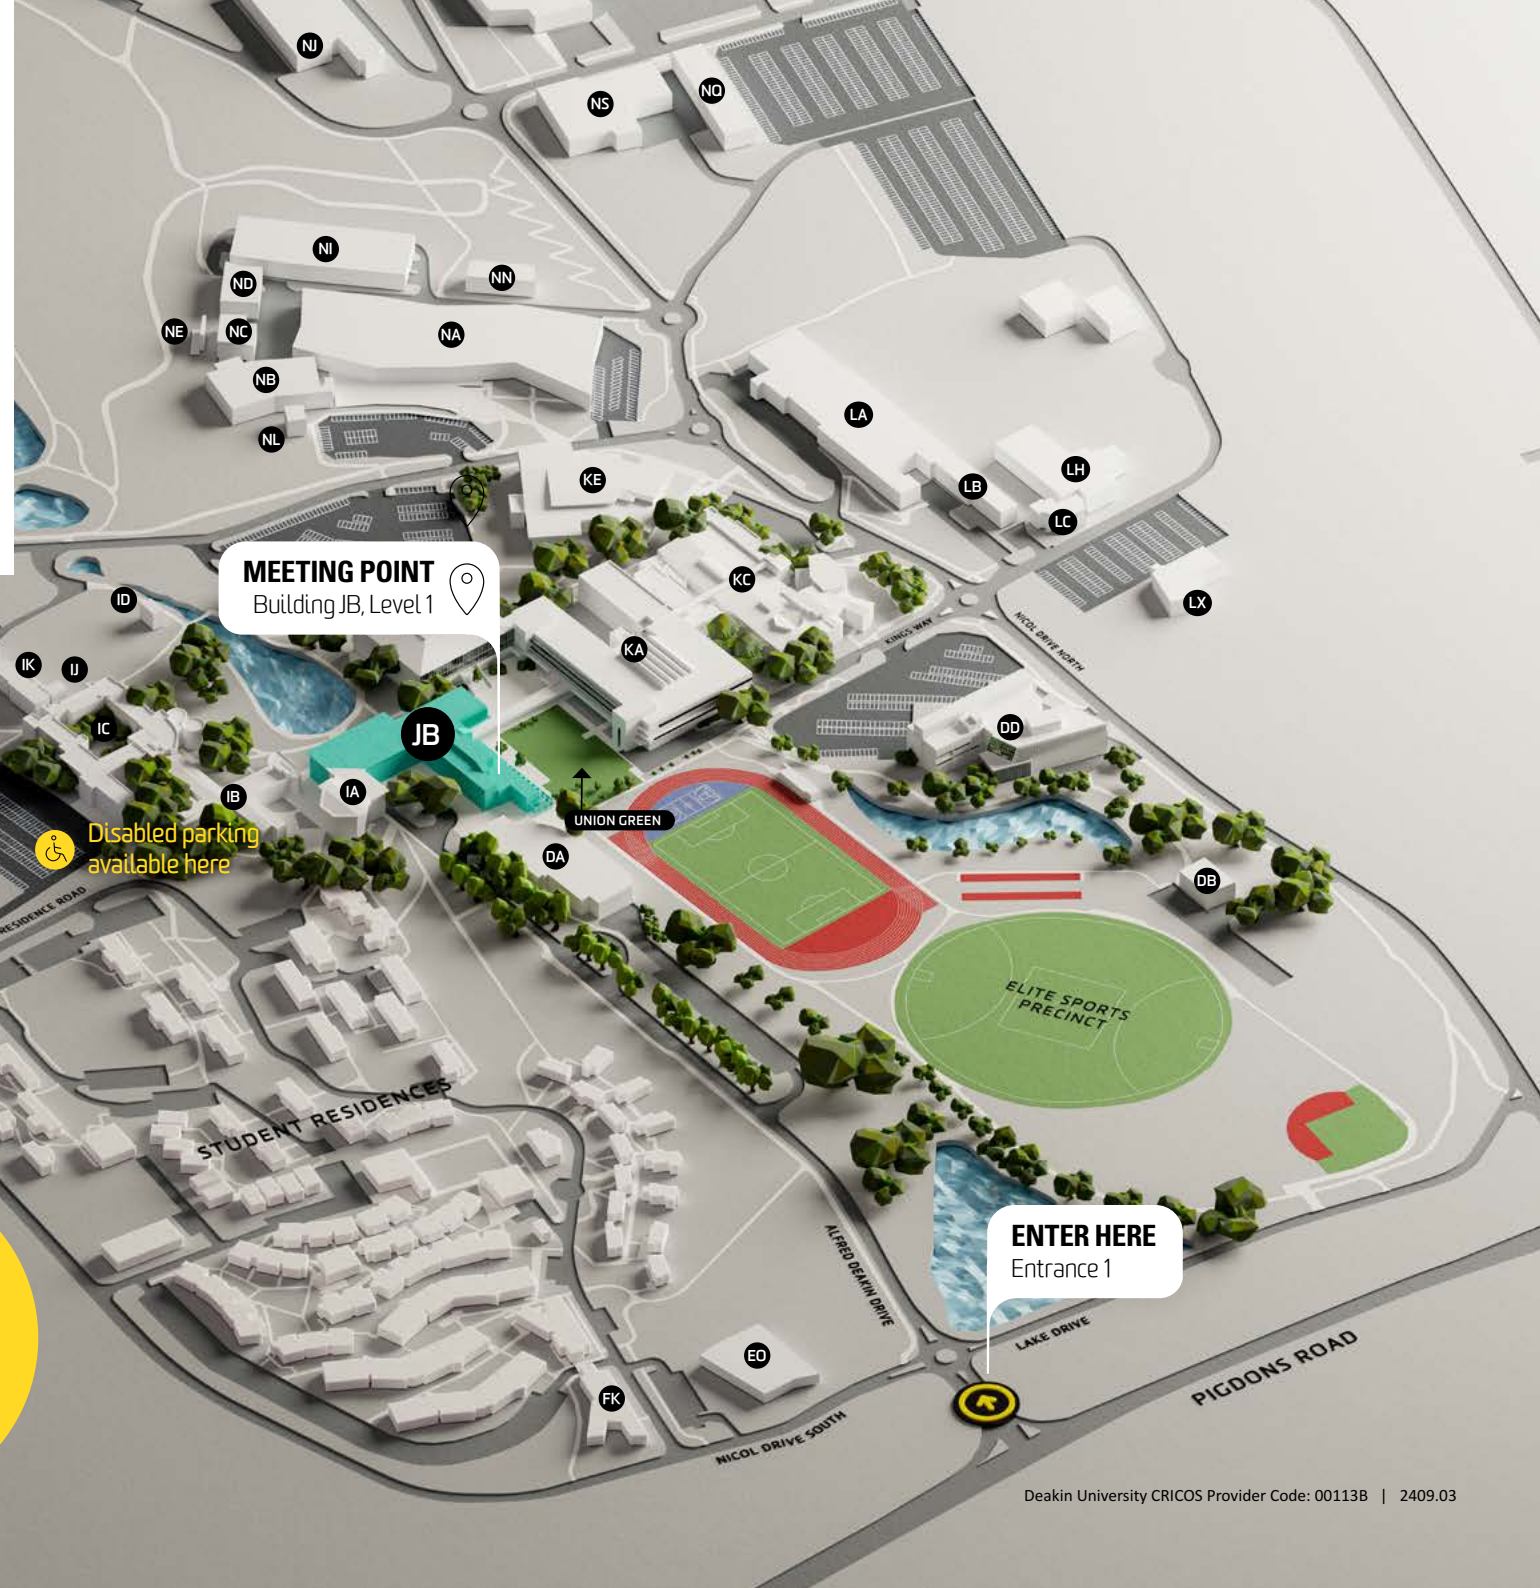 NJ
NS
NQ
NI
ND
NN
NE
NC
NA
NB
NL
LA
KE
LB
LH
LC
MEETING POINT
Building JB, Level 1
KC
ID
LX
KINGS WAY
NICOL DRIVE NORTH
IK
IJ
KA
IC
JB
DD
IB
IA
UNION GREEN
Disabled parking
available here
DA
DB
RESIDENCE ROAD
ELITE SPORTS
PRECINCT
STUDENT RESIDENCES
ALFRED DEAKIN DRIVE
ENTER HERE
Entrance 1
LAKE DRIVE
EO
PIGDONS ROAD
FK
NICOL DRIVE SOUTH
Deakin University CRICOS Provider Code: 00113B | 2409.03